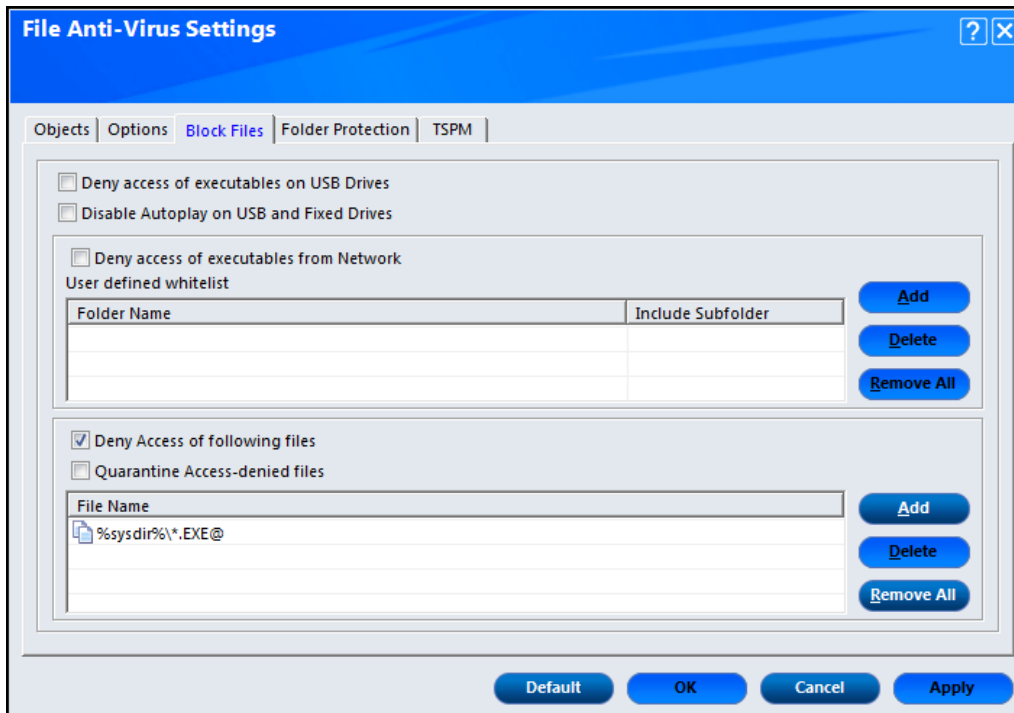 File Anti-Virus Settings
?
Objects Options Block Files Folder Protection TSPM
Deny access of executables on USB Drives
Disable Autoplay on USB and Fixed Drives
Deny access of executables from Network
User defined whitelist
Folder Name Include Subfolder
Add
Delete
Remove All
Deny Access of following files
Quarantine Access-denied files
File Name
%sysdir%\*.EXE@
Add
Delete
Remove All
Default OK Cancel Apply